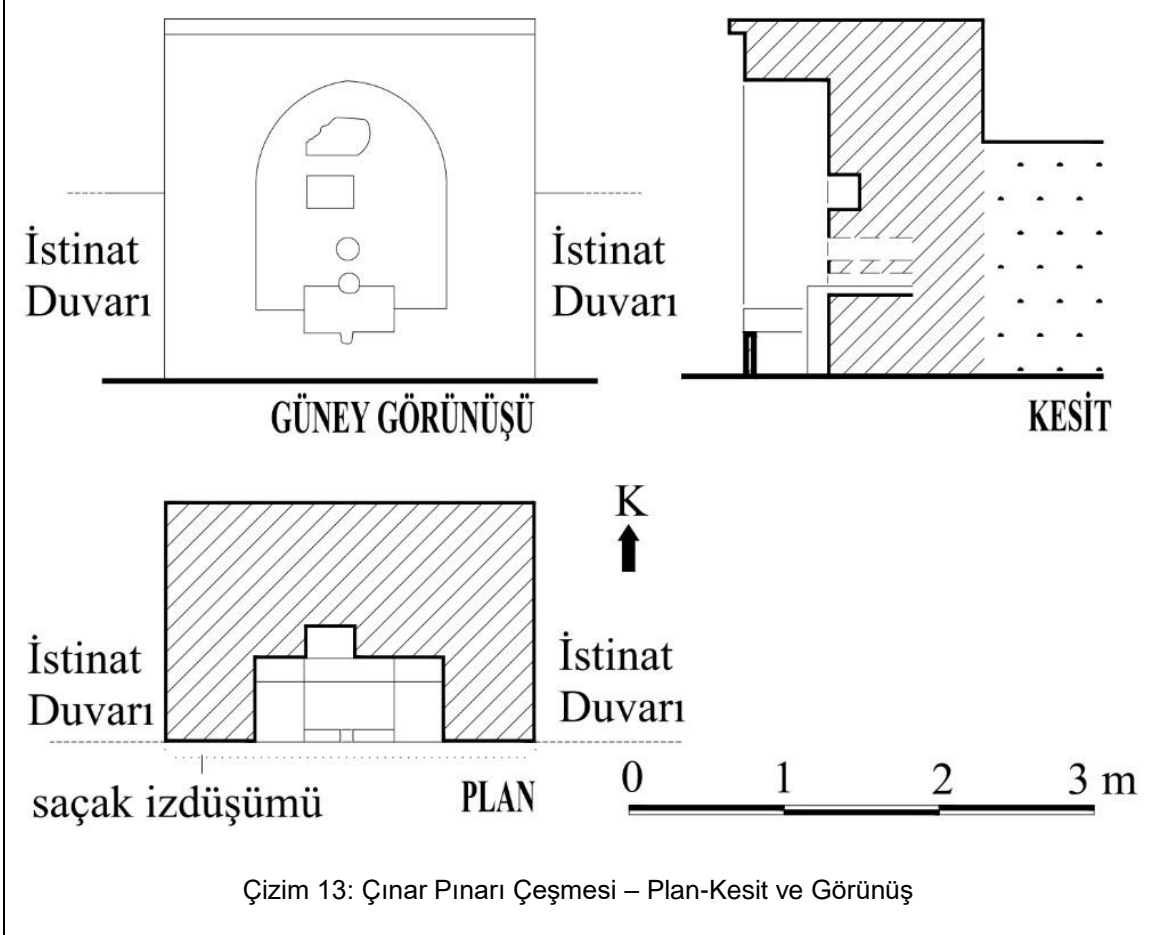 İstinat
Duvarı
İstinat
Duvarı
GÜNEY GÖRÜNÜŞÜ
KESİT
K
İstinat
Duvarı
İstinat
Duvarı
saçak izdüşümü
PLAN
0 1 2 3 m
Çizim 13: Çınar Pınarı Çeşmesi – Plan-Kesit ve Görünüş